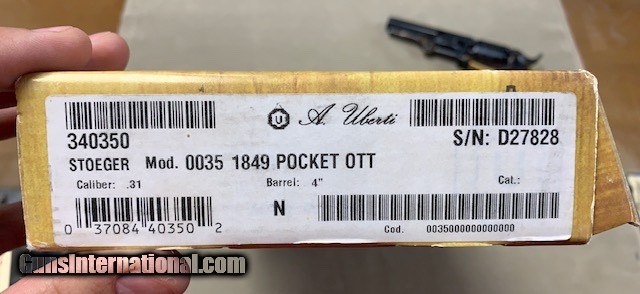 U A. Uberti
340350 S/N: D27828
STOEGER Mod. 0035 1849 POCKET OTT
Caliber: .31 Barrel: 4" Cat.:
N
0 37084 40350 2
Cod. 0035000000000000
GunsInternational.com